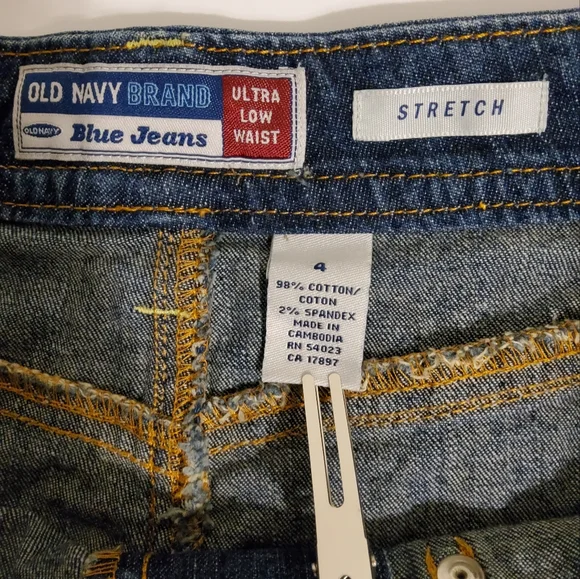 OLD NAVY BRAND
OLD NAVY Blue Jeans
ULTRA
LOW
WAIST
STRETCH
4
98% COTTON/
COTON
2% SPANDEX
MADE IN
CAMBODIA
RN 54023
CA 17897